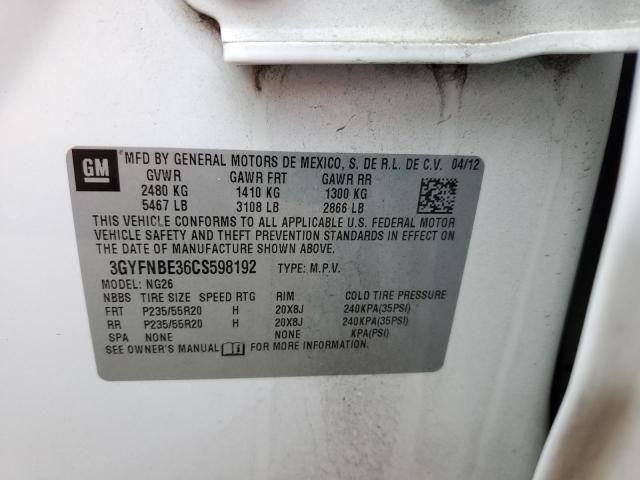 GM MFD BY GENERAL MOTORS DE MEXICO, S. DE R.L. DE C.V. 04/12
GVWR GAWR FRT GAWR RR
2480 KG 1410 KG 1300 KG
5467 LB 3108 LB 2866 LB
THIS VEHICLE CONFORMS TO ALL APPLICABLE U.S. FEDERAL MOTOR
VEHICLE SAFETY AND THEFT PREVENTION STANDARDS IN EFFECT ON
THE DATE OF MANUFACTURE SHOWN ABOVE.
3GYFNBE36CS598192 TYPE: M.P.V.
MODEL: NG26
NBBS TIRE SIZE SPEED RTG RIM COLD TIRE PRESSURE
FRT P235/55R20 H 20X8J 240KPA(35PSI)
RR P235/55R20 H 20X8J 240KPA(35PSI)
SPA NONE NONE KPA(PSI)
SEE OWNER'S MANUAL FOR MORE INFORMATION.